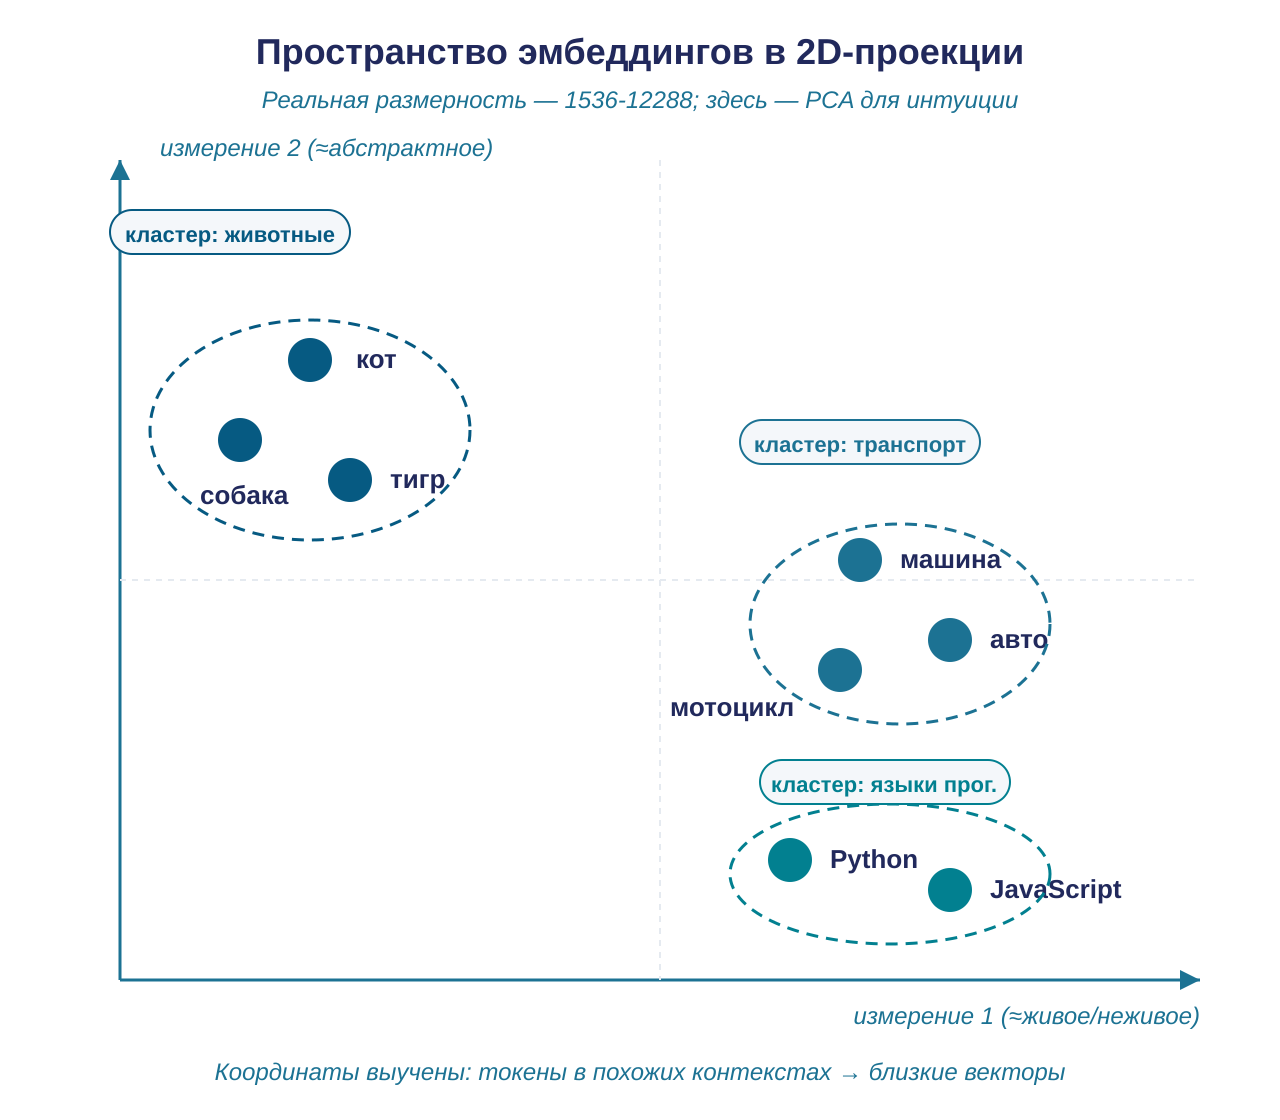 Пространство эмбеддингов в 2D-проекции
Реальная размерность — 1536-12288; здесь — PCA для интуиции
измерение 2 (≈абстрактное)
кластер: животные
кот
собака
тигр
кластер: транспорт
машина
авто
мотоцикл
кластер: языки прог.
Python
JavaScript
измерение 1 (≈живое/неживое)
Координаты выучены: токены в похожих контекстах → близкие векторы